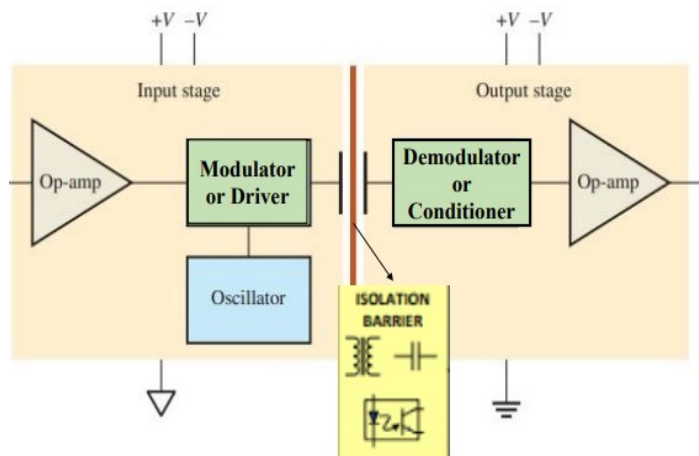 +V –V
+V –V
Input stage
Output stage
Op-amp
Modulator
or Driver
Demodulator
or
Conditioner
Op-amp
Oscillator
ISOLATION
BARRIER